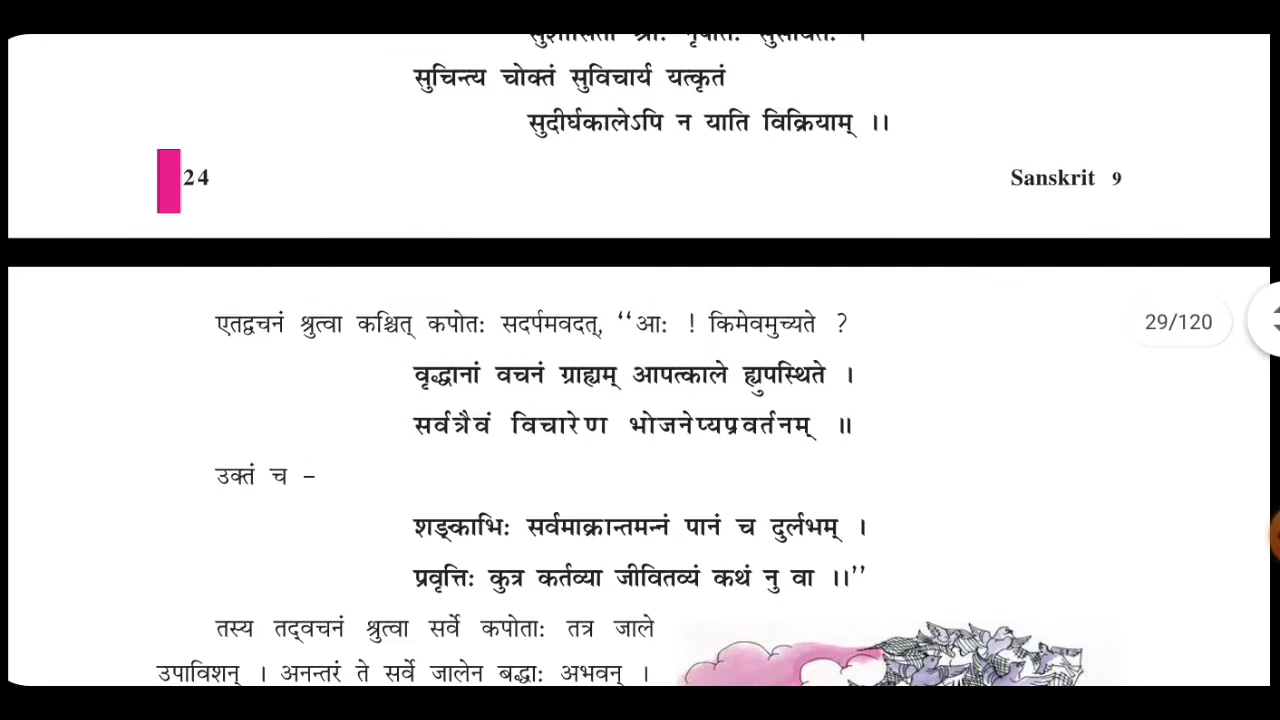 सुचिन्त्य चोक्तं सुविचार्य यत्कृतं
सुदीर्घकालेऽपि न याति विक्रियाम् ।।
24
Sanskrit 9
एतद्वचनं श्रुत्वा कश्चित् कपोतः सदर्पमवदत्, ‘‘आः ! किमेवमुच्यते ?
29/120
वृद्धानां वचनं ग्राह्यम् आपत्काले ह्युपस्थिते ।
सर्वत्रैवं विचारेण भोजनेप्यप्रवर्तनम् ॥
उक्तं च –
शङ्काभिः सर्वमाक्रान्तमन्नं पानं च दुर्लभम् ।
प्रवृत्तिः कुत्र कर्तव्या जीवितव्यं कथं नु वा ।।’’
तस्य तद्वचनं श्रुत्वा सर्वे कपोताः तत्र जाले
उपाविशन् । अनन्तरं ते सर्वे जालेन बद्धाः अभवन् ।